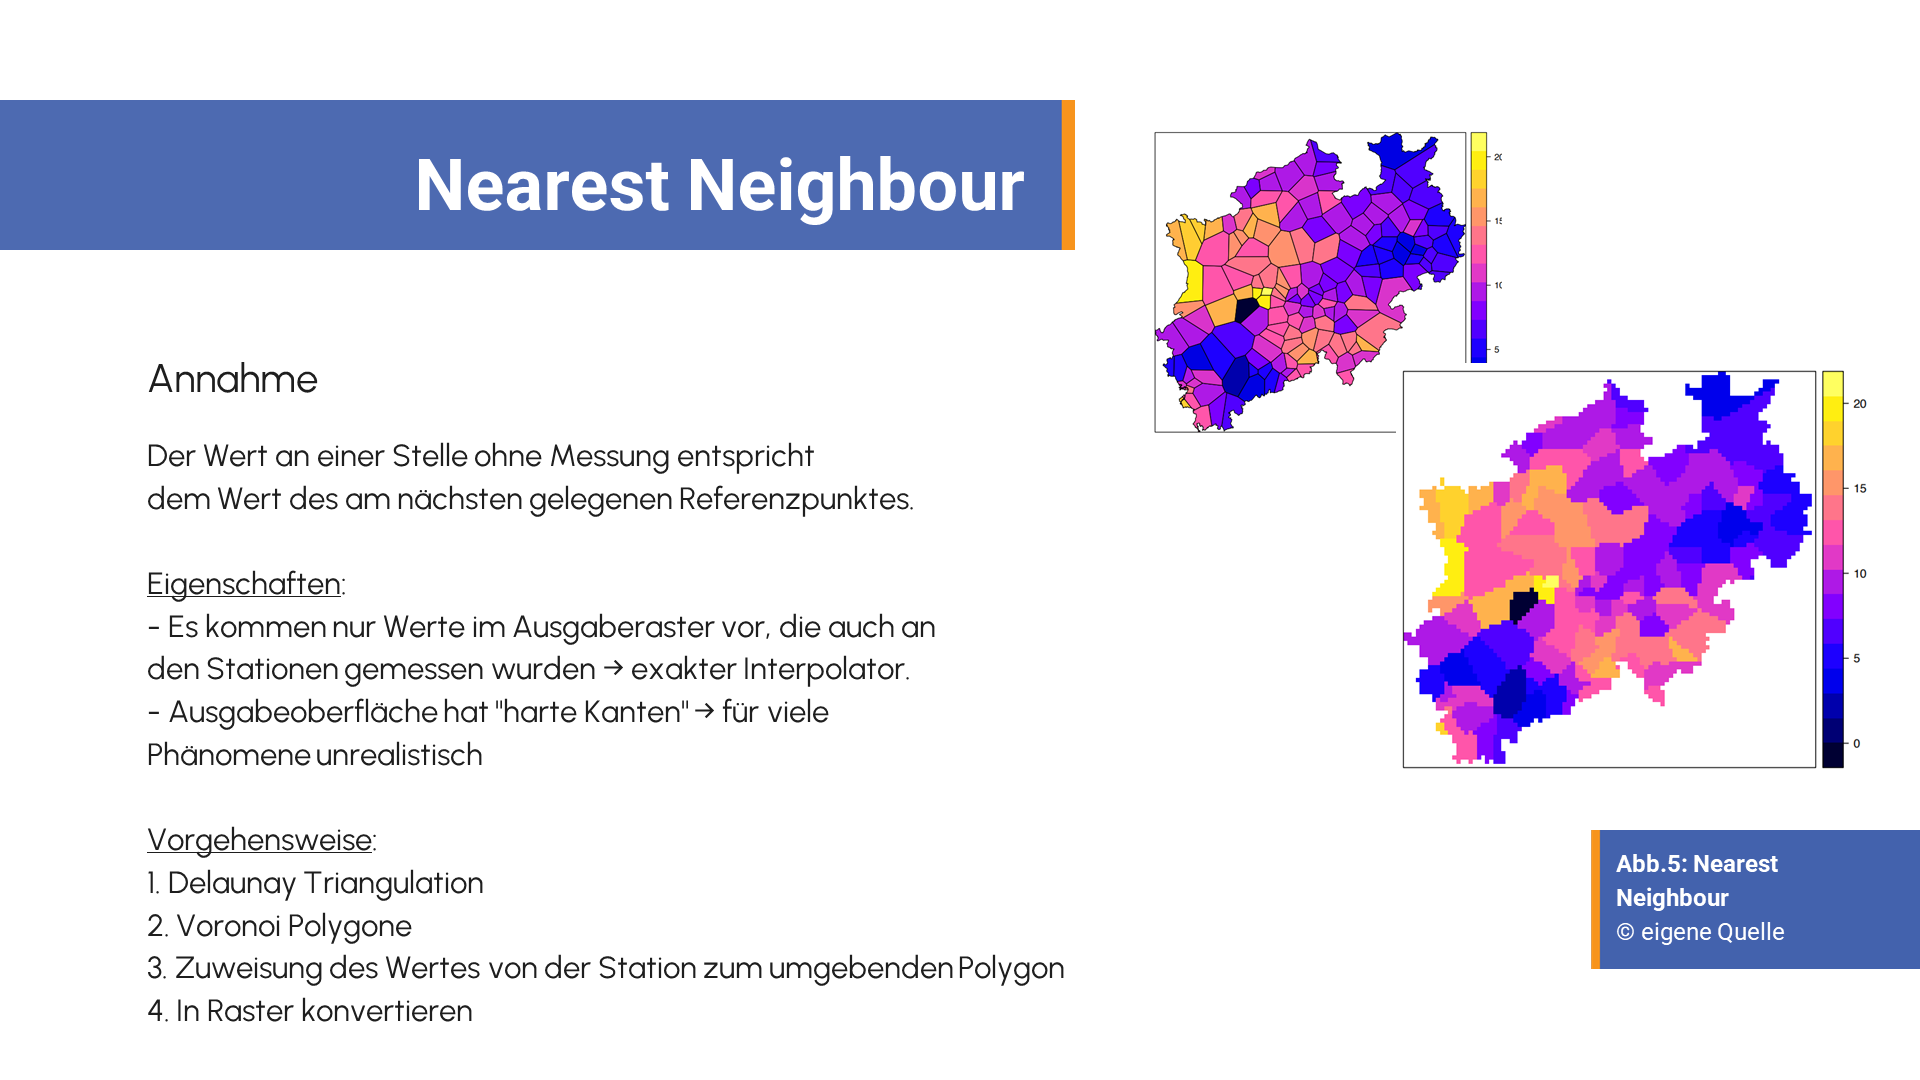 Nearest Neighbour
Annahme
Der Wert an einer Stelle ohne Messung entspricht
dem Wert des am nächsten gelegenen Referenzpunktes.
Eigenschaften:
- Es kommen nur Werte im Ausgaberaster vor, die auch an
den Stationen gemessen wurden → exakter Interpolator.
- Ausgabeoberfläche hat "harte Kanten" → für viele
Phänomene unrealistisch
Vorgehensweise:
1. Delaunay Triangulation
2. Voronoi Polygone
3. Zuweisung des Wertes von der Station zum umgebenden Polygon
4. In Raster konvertieren
5
20
15
10
5
0
Abb.5: Nearest
Neighbour
© eigene Quelle